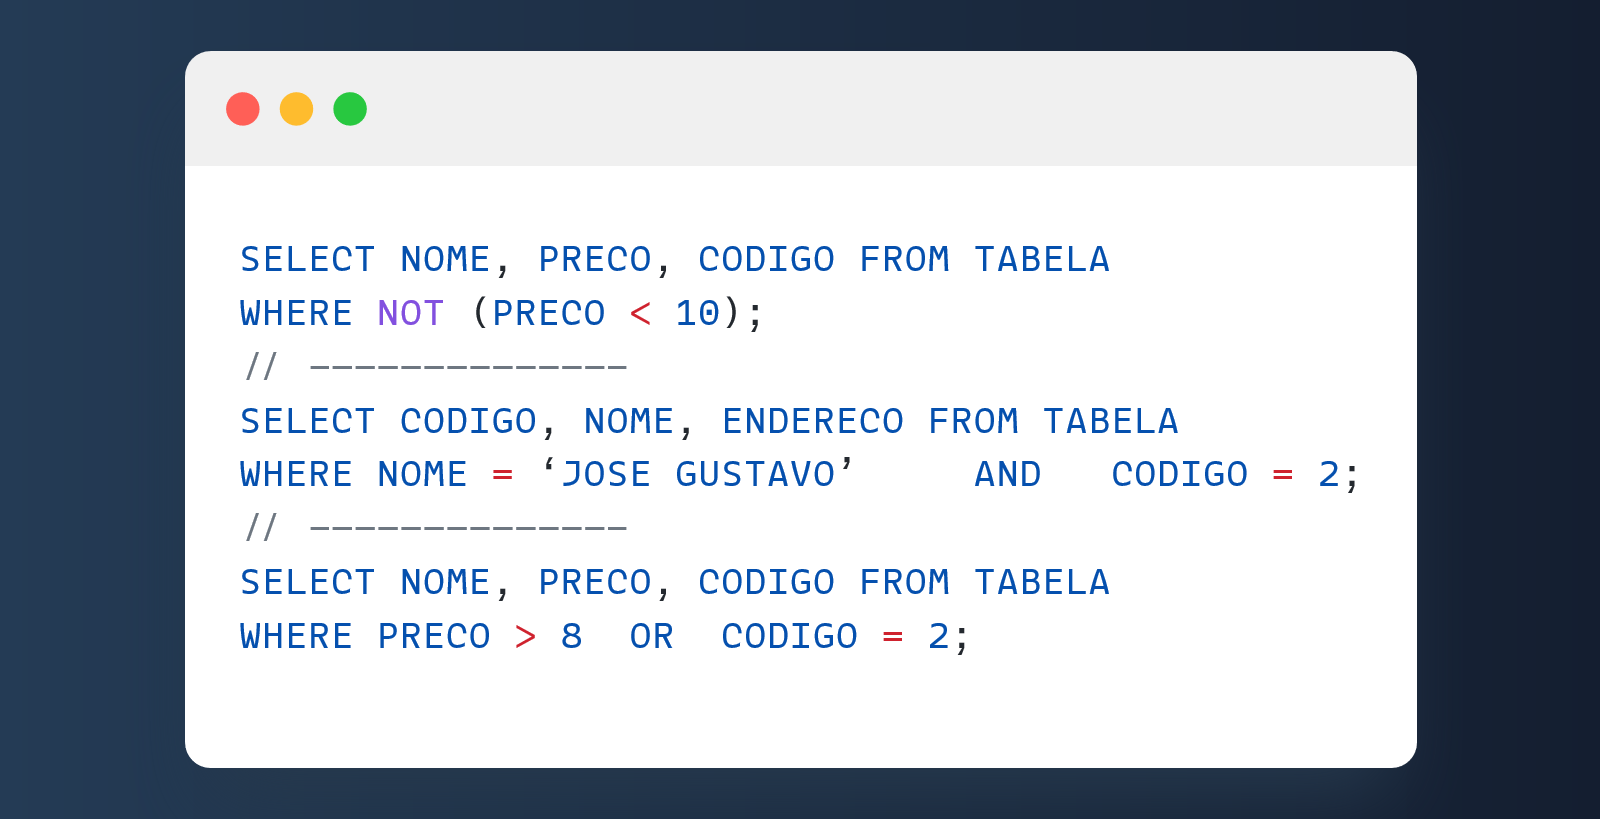 SELECT NOME, PRECO, CODIGO FROM TABELA
WHERE NOT (PRECO < 10);
// --------------
SELECT CODIGO, NOME, ENDERECO FROM TABELA
WHERE NOME = ‘JOSE GUSTAVO’     AND   CODIGO = 2;
// --------------
SELECT NOME, PRECO, CODIGO FROM TABELA
WHERE PRECO > 8  OR  CODIGO = 2;